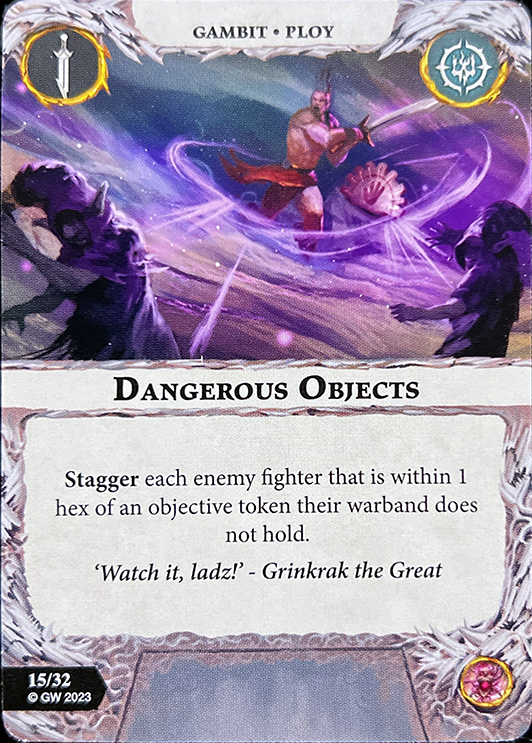 GAMBIT • PLOY
DANGEROUS OBJECTS
Stagger each enemy fighter that is within 1
hex of an objective token their warband does
not hold.
‘Watch it, ladz!’ - Grinkrak the Great
15/32
© GW 2023